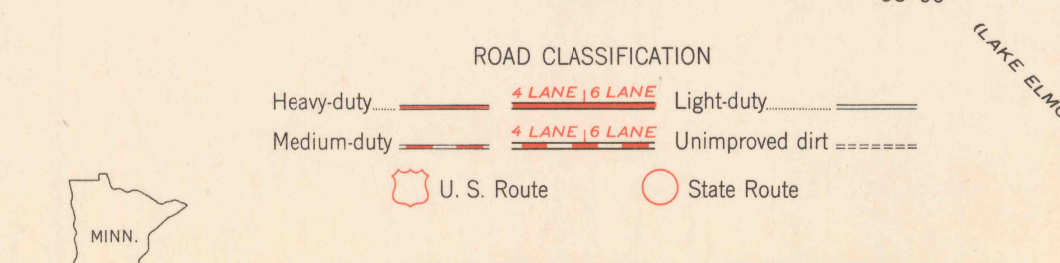 ROAD CLASSIFICATION
4 LANE 6 LANE
Heavy-duty Light-duty
4 LANE 6 LANE
Medium-duty Unimproved dirt
U. S. Route State Route
MINN.
(LAKE